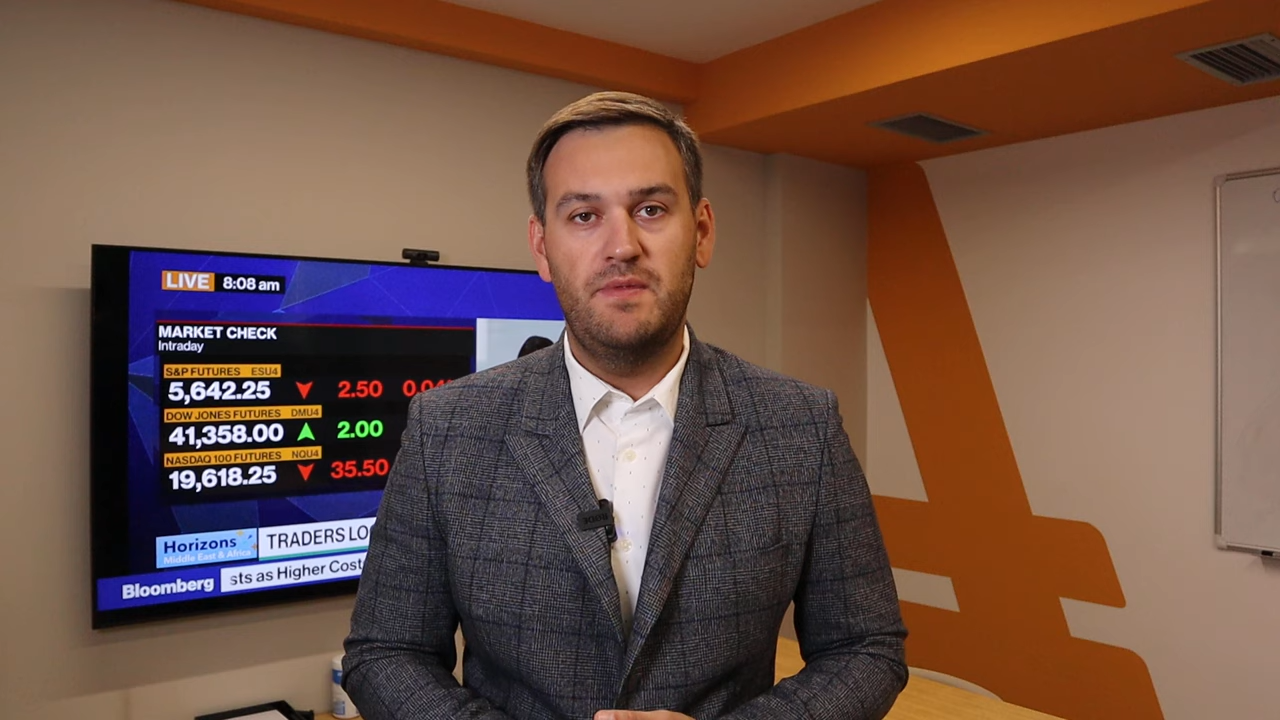 LIVE 8:08 am
MARKET CHECK
Intraday
S&P FUTURES ESU4
5,642.25 2.50
DOW JONES FUTURES DMU4
41,358.00 2.00
NASDAQ 100 FUTURES NQU4
19,618.25 35.50
Horizons
Middle East & Africa
TRADERS LO
Bloomberg sts as Higher Cost